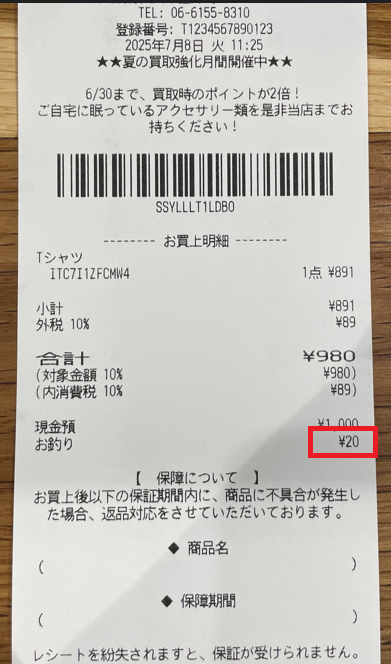 TEL: 06-6155-8310
登録番号: T1234567890123
2025年7月8日 火 11:25
★★夏の買取強化月間開催中★★
6/30まで、買取時のポイントが2倍！
ご自宅に眠っているアクセサリー類を是非当店までお
持ちください！
SSYLLLT1LDB0
-------- お買上明細 --------
Tシャツ
ITC7I1ZFCMW4 1点 ¥891
小計 ¥891
外税 10% ¥89
合計 ¥980
(対象金額 10% ¥980)
(内消費税 10% ¥89)
現金預 ¥1,000
お釣り ¥20
【 保障について 】
お買上後以下の保証期間内に、商品に不具合が発生し
た場合、返品対応をさせていただいております。
◆ 商品名
( )
◆ 保障期間
( )
レシートを紛失されますと、保証が受けられません。